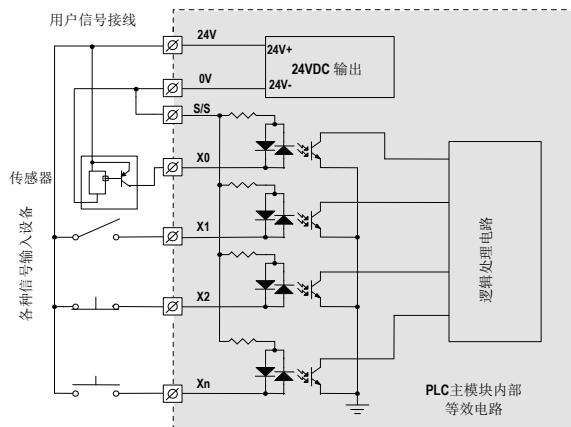 用户信号接线
24V
24V+
24VDC 输出
0V
24V-
S/S
X0
传感器
X1
各种信号输入设备
X2
逻辑处理电路
Xn
PLC主模块内部
等效电路